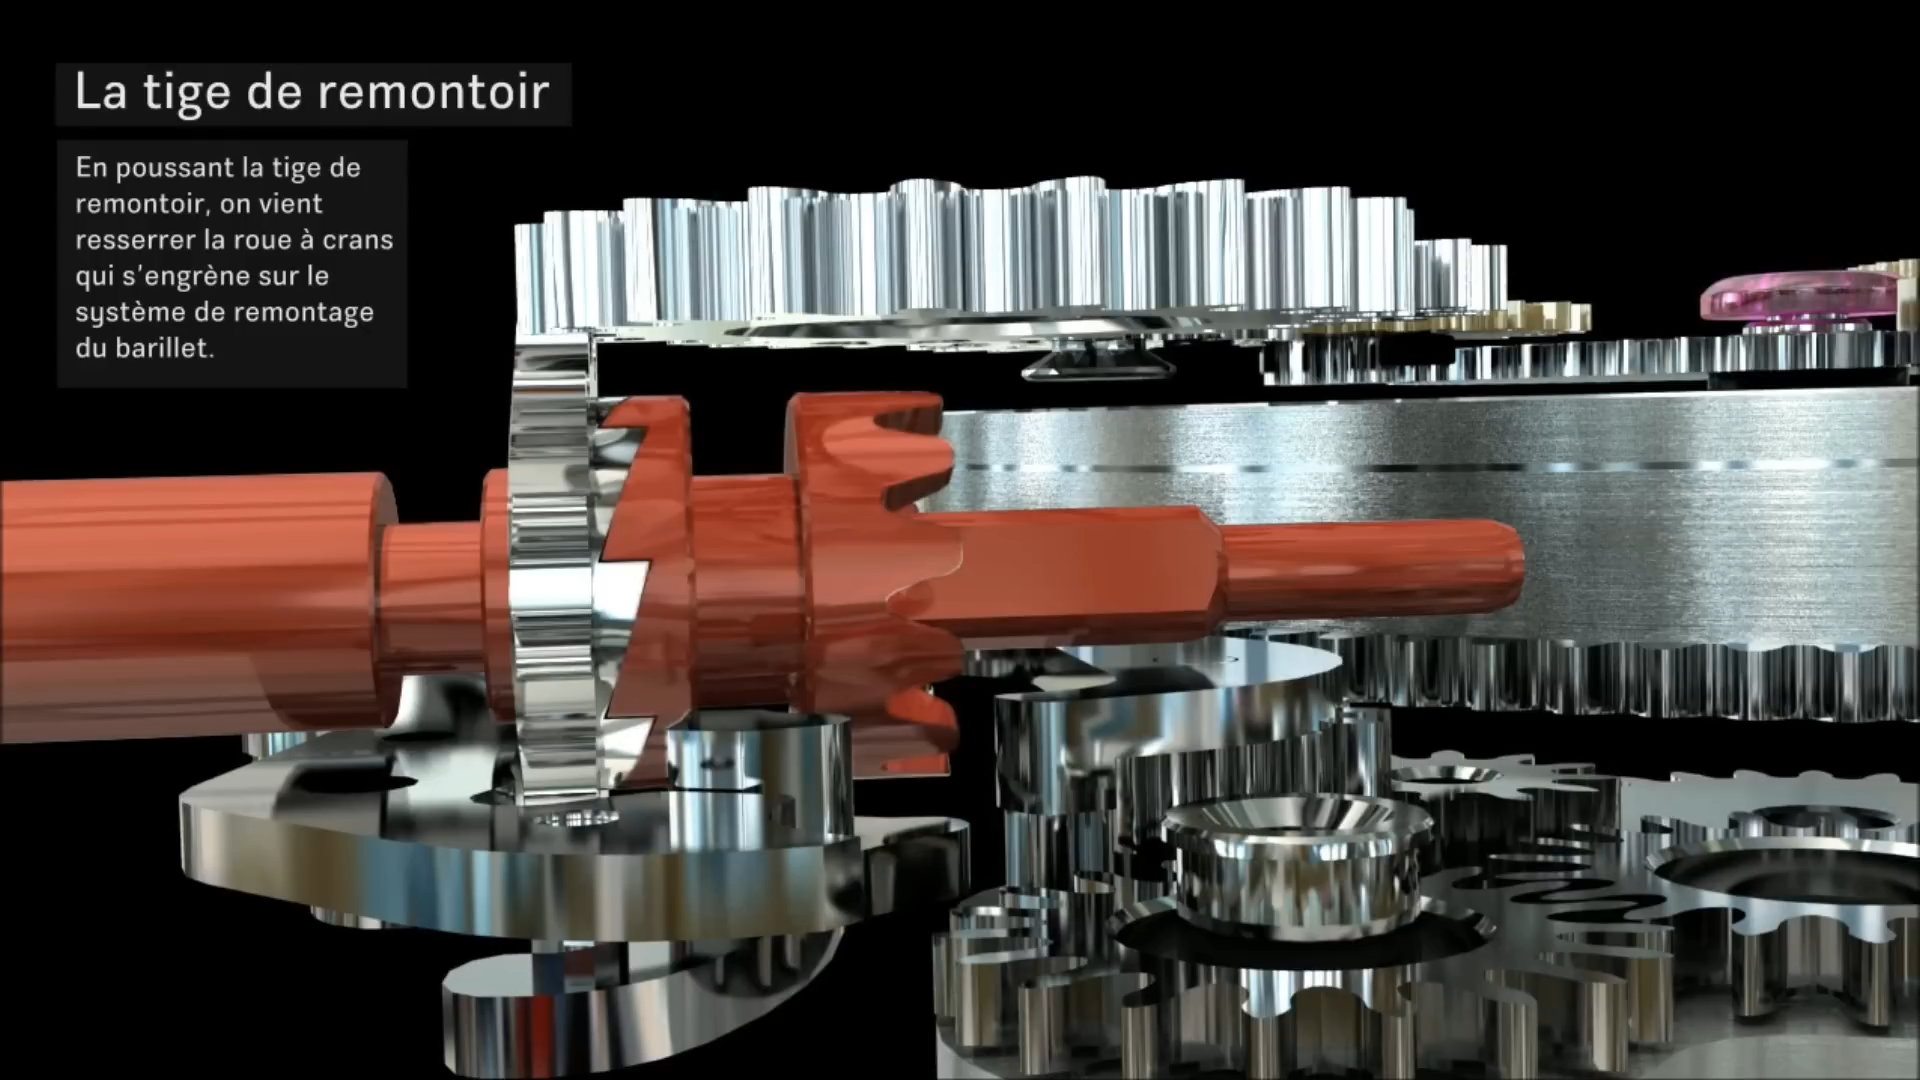 La tige de remontoir
En poussant la tige de
remontoir, on vient
resserrer la roue à crans
qui s'engrène sur le
système de remontage
du barillet.